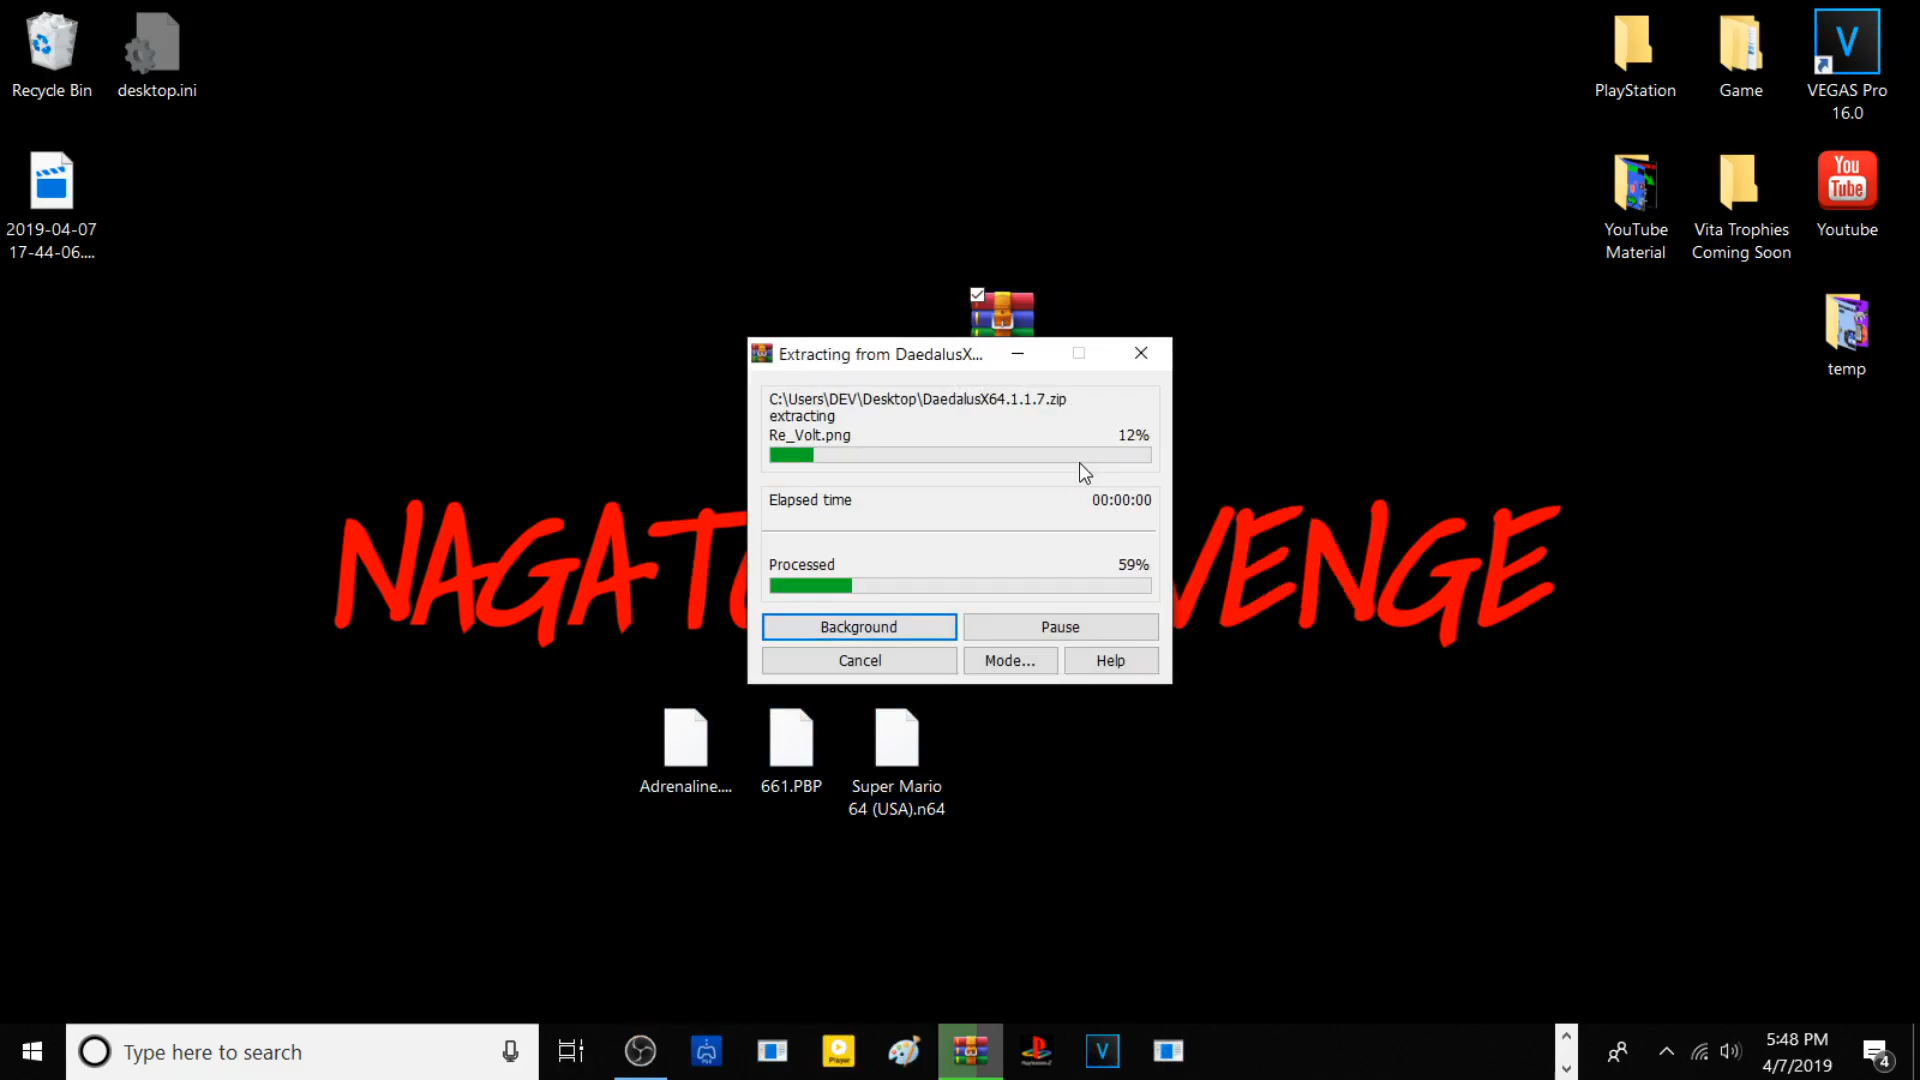 Recycle Bin
desktop.ini
2019-04-07
17-44-06....
PlayStation
Game
VEGAS Pro
16.0
YouTube
Material
Vita Trophies
Coming Soon
You
Tube
Youtube
temp
Extracting from DaedalusX...
C:\Users\DEV\Desktop\DaedalusX64.1.1.7.zip
extracting
Re_Volt.png 12%
Elapsed time 00:00:00
Processed 59%
Background Pause
Cancel Mode... Help
NAGAT VENGE
Adrenaline....
661.PBP
Super Mario
64 (USA).n64
Type here to search
Player
5:48 PM
4/7/2019
4